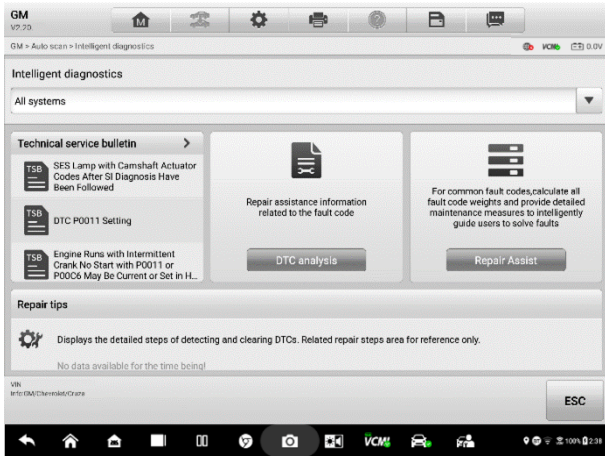 GM
V2.20.
GM > Auto scan > Intelligent diagnostics
VCMI
0.0V
Intelligent diagnostics
All systems
Technical service bulletin >
TSB
SES Lamp with Camshaft Actuator
Codes After SI Diagnosis Have
Been Followed
TSB
DTC P0011 Setting
TSB
Engine Runs with Intermittent
Crank No Start with P0011 or
P00C6 May Be Current or Set in H...
Repair assistance information
related to the fault code
DTC analysis
For common fault codes,calculate all
fault code weights and provide detailed
maintenance measures to intelligently
guide users to solve faults
Repair Assist
Repair tips
Displays the detailed steps of detecting and clearing DTCs. Related repair steps area for reference only.
No data available for the time being!
VIN
Info:GM/Chevrolet/Cruze
ESC
VCMI
100% 2:38